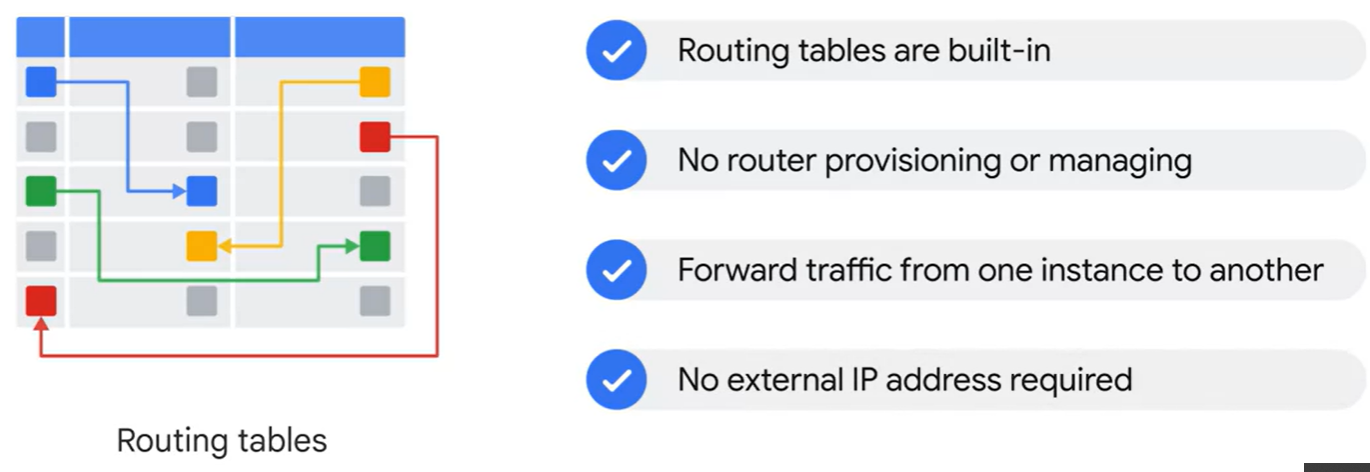 Routing tables are built-in
No router provisioning or managing
Forward traffic from one instance to another
No external IP address required
Routing tables